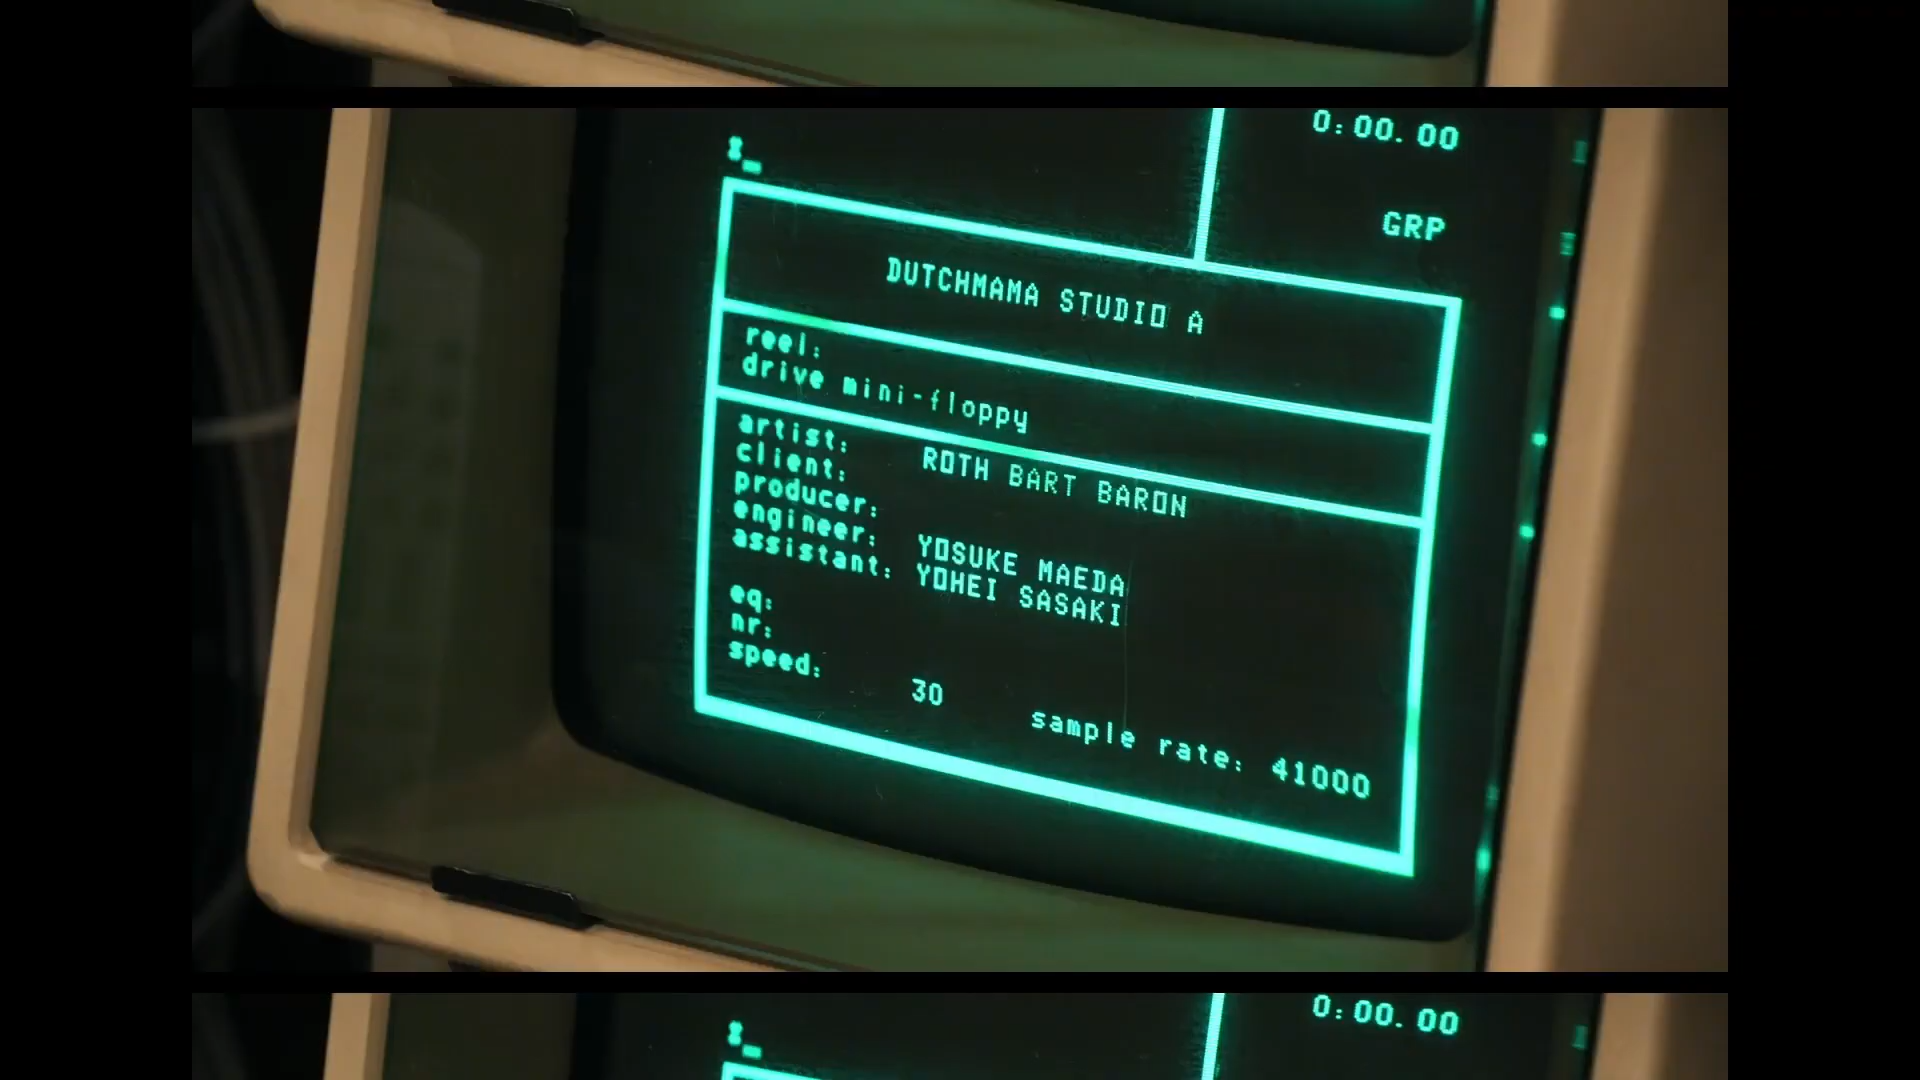 0:00.00
GRP
DUTCHMAMA STUDIO A
reel:
drive mini-floppy
artist: ROTH BART BARON
client:
producer:
engineer: YOSUKE MAEDA
assistant: YOHEI SASAKI
eq:
nr:
speed: 30 sample rate: 41000
0:00.00